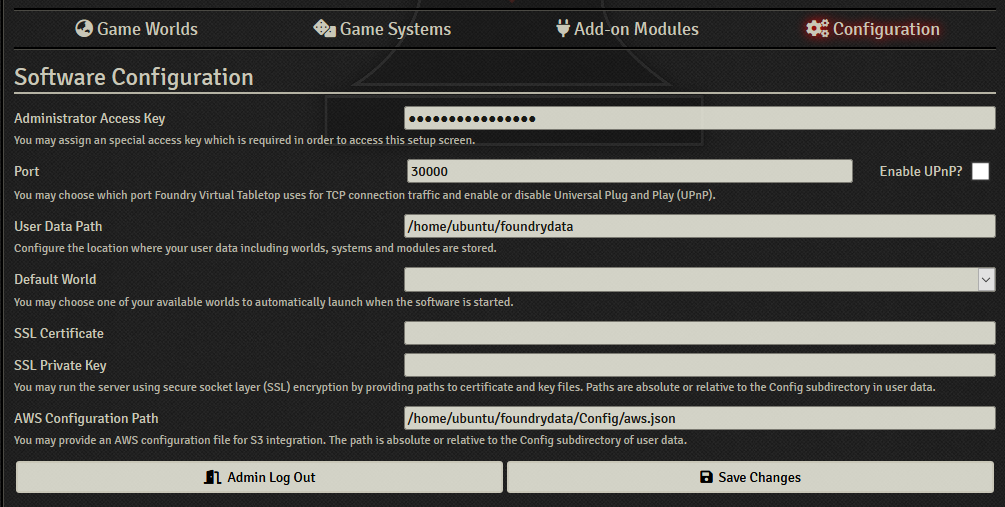 Game Worlds Game Systems Add-on Modules Configuration
Software Configuration
Administrator Access Key ●●●●●●●●●●●●●●●●
You may assign an special access key which is required in order to access this setup screen.
Port 30000 Enable UPnP?
You may choose which port Foundry Virtual Tabletop uses for TCP connection traffic and enable or disable Universal Plug and Play (UPnP).
User Data Path /home/ubuntu/foundrydata
Configure the location where your user data including worlds, systems and modules are stored.
Default World
You may choose one of your available worlds to automatically launch when the software is started.
SSL Certificate
SSL Private Key
You may run the server using secure socket layer (SSL) encryption by providing paths to certificate and key files. Paths are absolute or relative to the Config subdirectory in user data.
AWS Configuration Path /home/ubuntu/foundrydata/Config/aws.json
You may provide an AWS configuration file for S3 integration. The path is absolute or relative to the Config subdirectory of user data.
Admin Log Out Save Changes